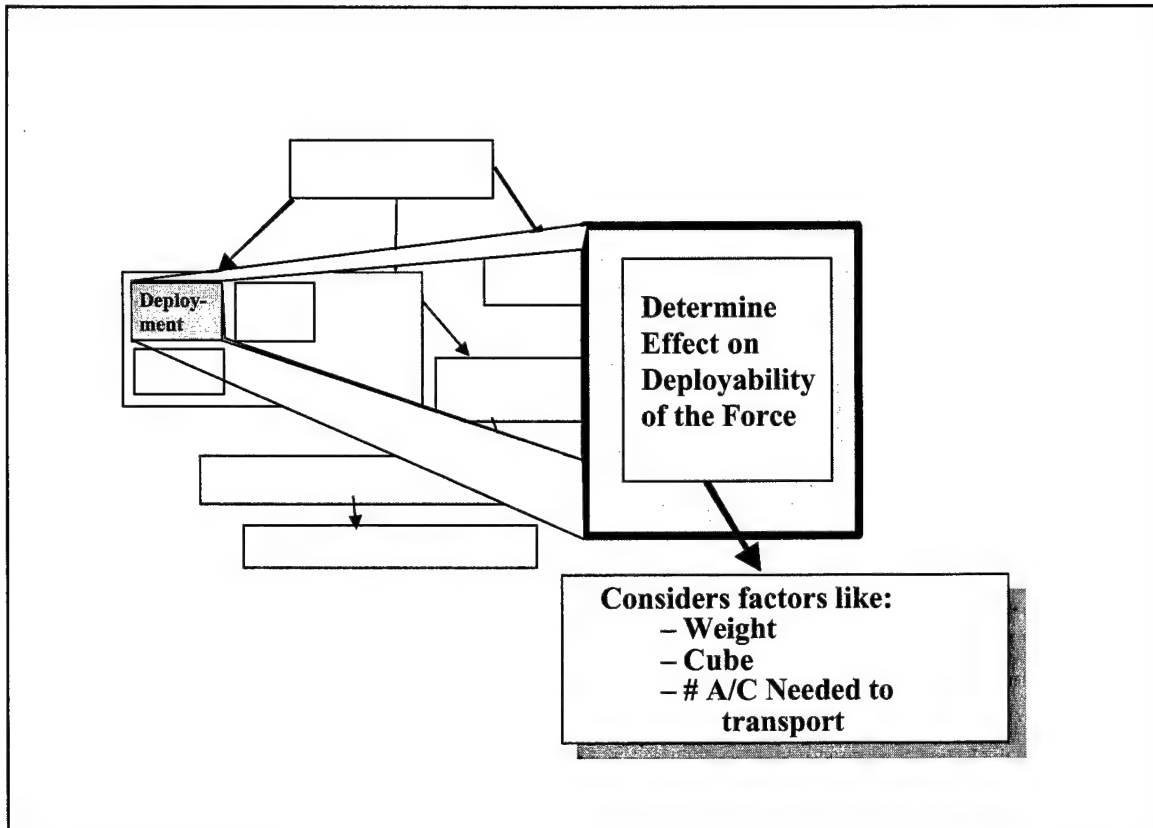 Deploy-
ment
Determine
Effect on
Deployability
of the Force
Considers factors like:
– Weight
– Cube
– # A/C Needed to
transport